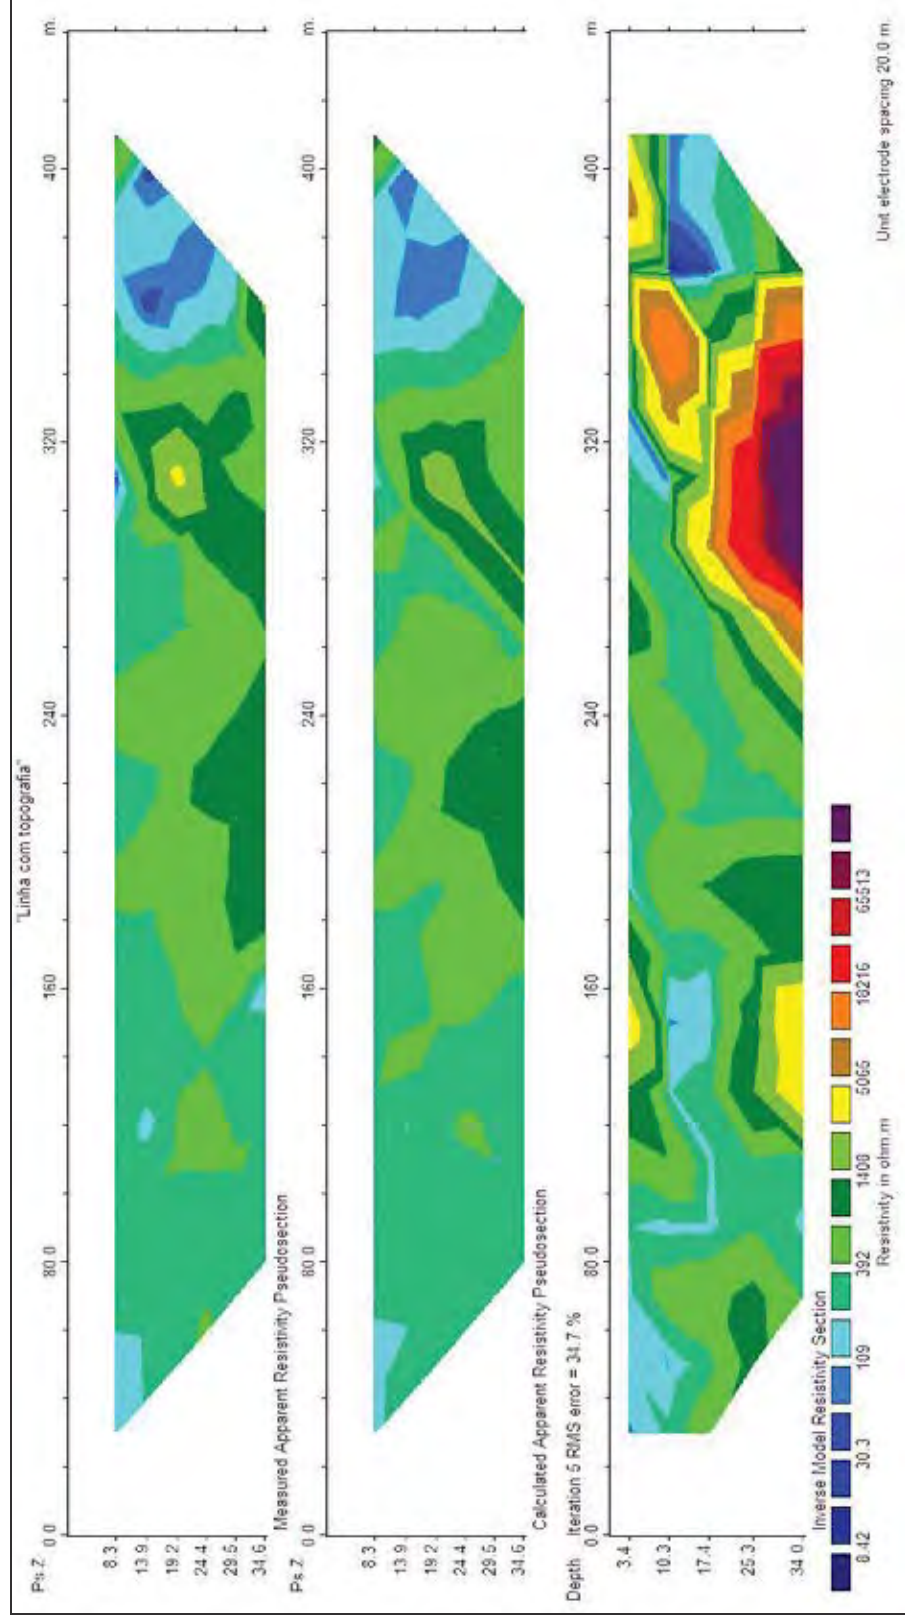 "Linha com topografia"
Ps.Z 0.0 80.0 160 240 320 400 m.
8.3
13.9
19.2
24.4
29.5
34.6
Measured Apparent Resistivity Pseudosection
Ps.Z 0.0 80.0 160 240 320 400 m.
8.3
13.9
19.2
24.4
29.5
34.6
Calculated Apparent Resistivity Pseudosection
Depth Iteration 5 RMS error = 34.7 %
0.0 80.0 160 240 320 400 m.
3.4
10.3
17.4
25.3
34.0
Inverse Model Resistivity Section
8.42 30.3 109 392 1408 5066 18216 65513
Resistivity in ohm.m
Unit electrode spacing 20.0 m.